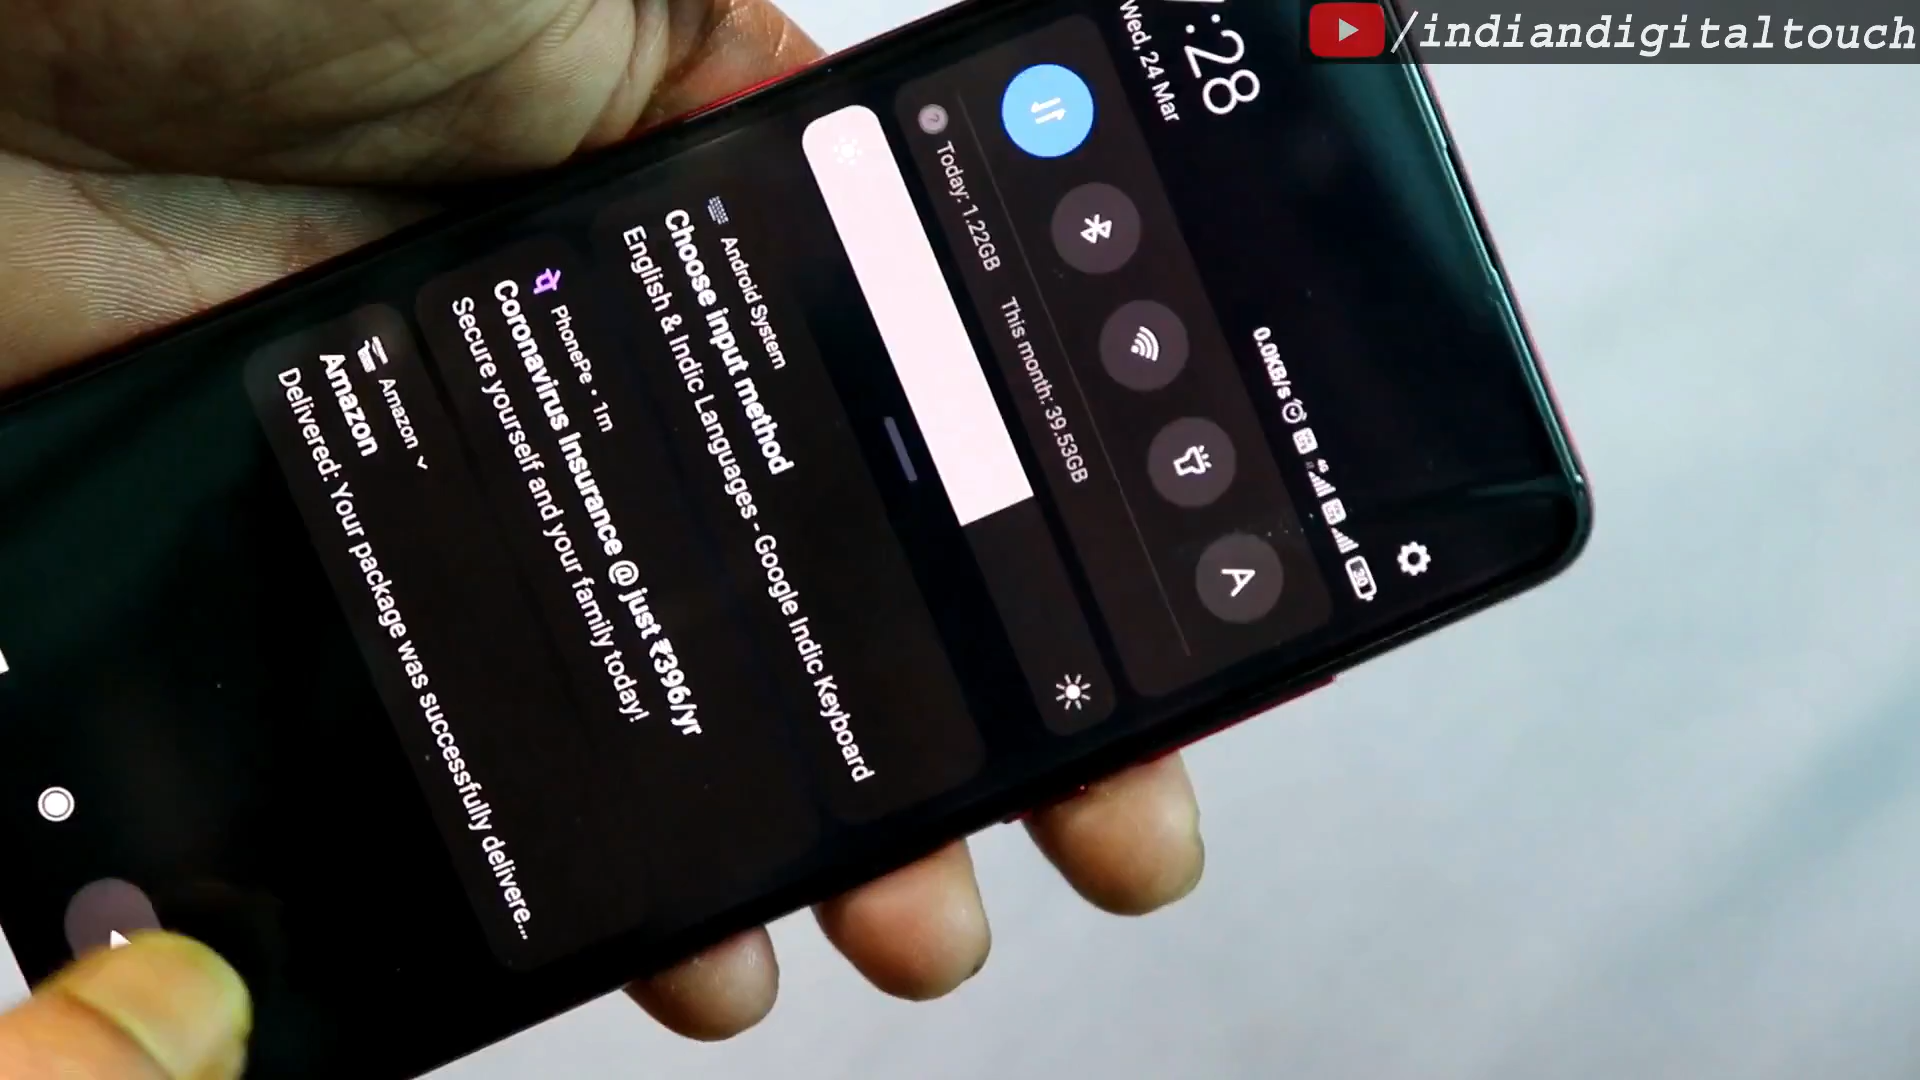 /indiandigitaltouch
:28
Wed, 24 Mar
0.0KB/s
4G
30
A
Today: 1.22GB This month: 39.53GB
Android System
Choose input method
English & Indic Languages - Google Indic Keyboard
PhonePe • 1m
Coronavirus Insurance @ just ₹396/yr
Secure yourself and your family today!
Amazon
Amazon
Delivered: Your package was successfully delivere...